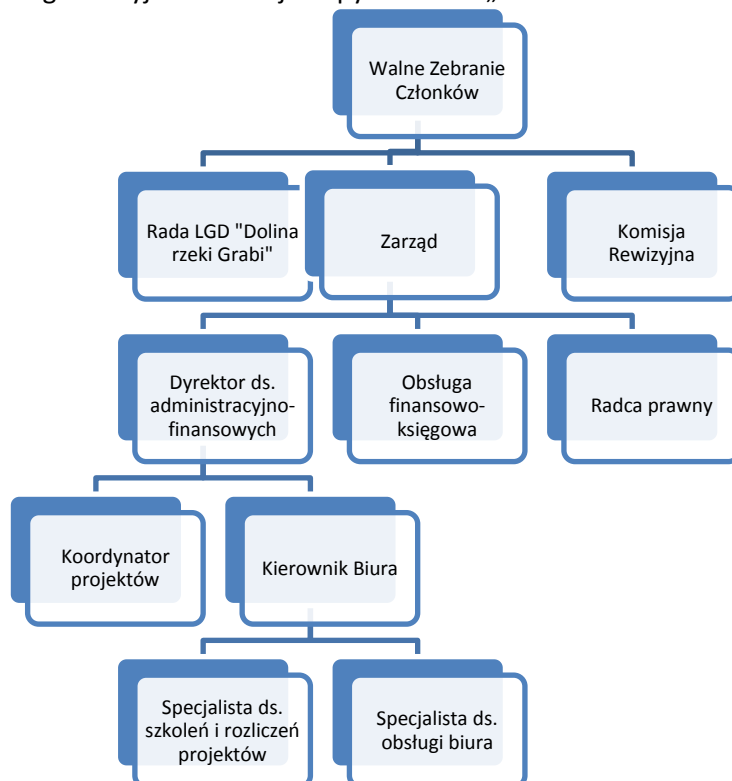 Walne Zebranie
Członków
Rada LGD "Dolina
rzeki Grabi"
Zarząd
Komisja
Rewizyjna
Dyrektor ds.
administracyjno-
finansowych
Obsługa
finansowo-
księgowa
Radca prawny
Koordynator
projektów
Kierownik Biura
Specjalista ds.
szkoleń i rozliczeń
projektów
Specjalista ds.
obsługi biura